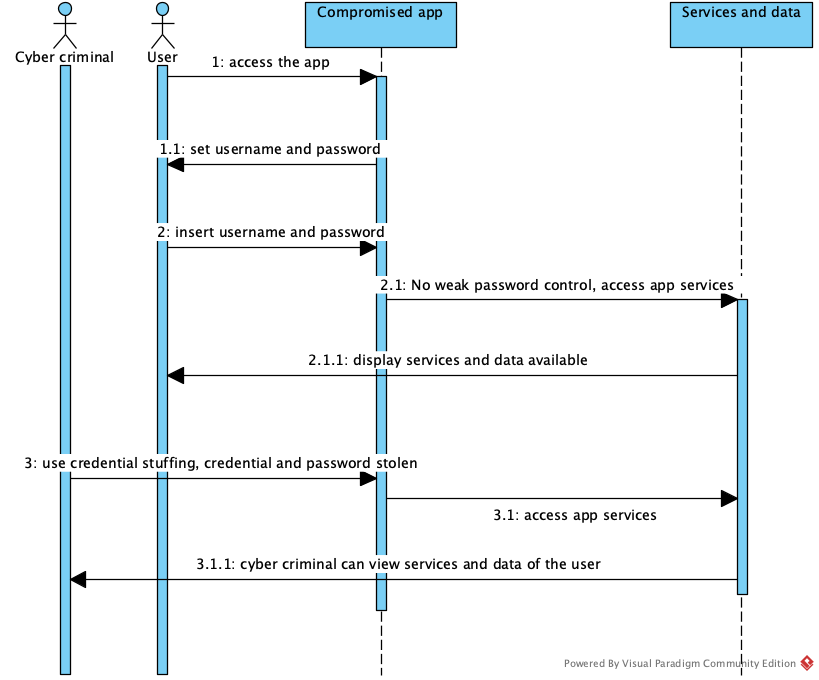 Compromised app
Services and data
Cyber criminal
User
1: access the app
1.1: set username and password
2: insert username and password
2.1: No weak password control, access app services
2.1.1: display services and data available
3: use credential stuffing, credential and password stolen
3.1: access app services
3.1.1: cyber criminal can view services and data of the user
Powered By Visual Paradigm Community Edition